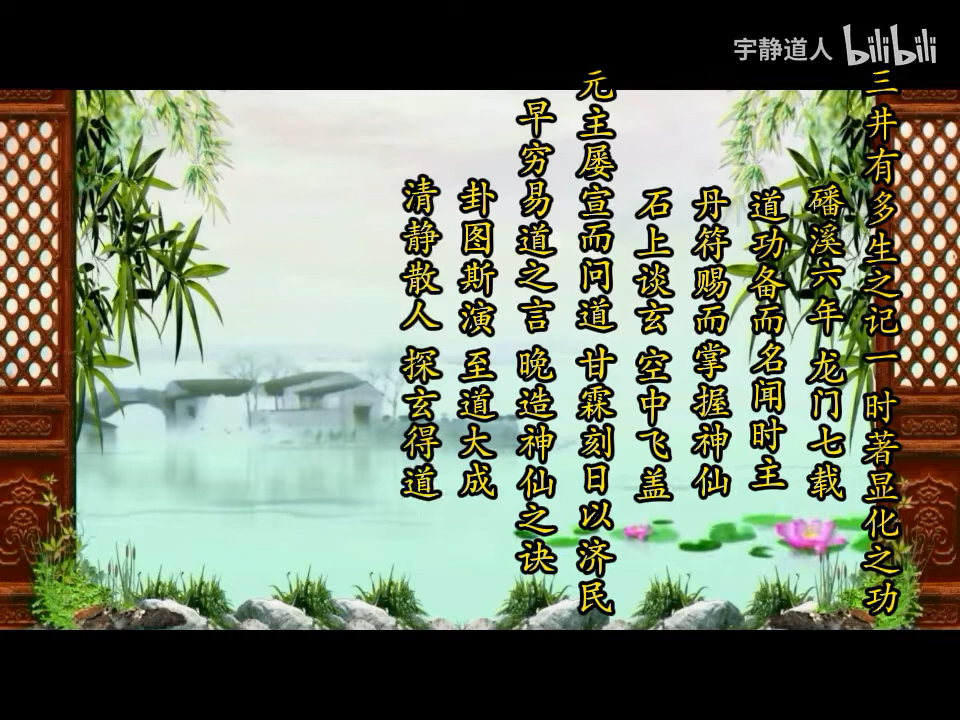 宇静道人 bilibili
三井有多生之记一时著显化之功
磻溪六年 龙门七载
道功备而名闻时主
丹符赐而掌握神仙
石上谈玄 空中飞盖
元主屡宣而问道 甘霖刻日以济民
早穷易道之言 晚造神仙之诀
卦图斯演 至道大成
清静散人 探玄得道